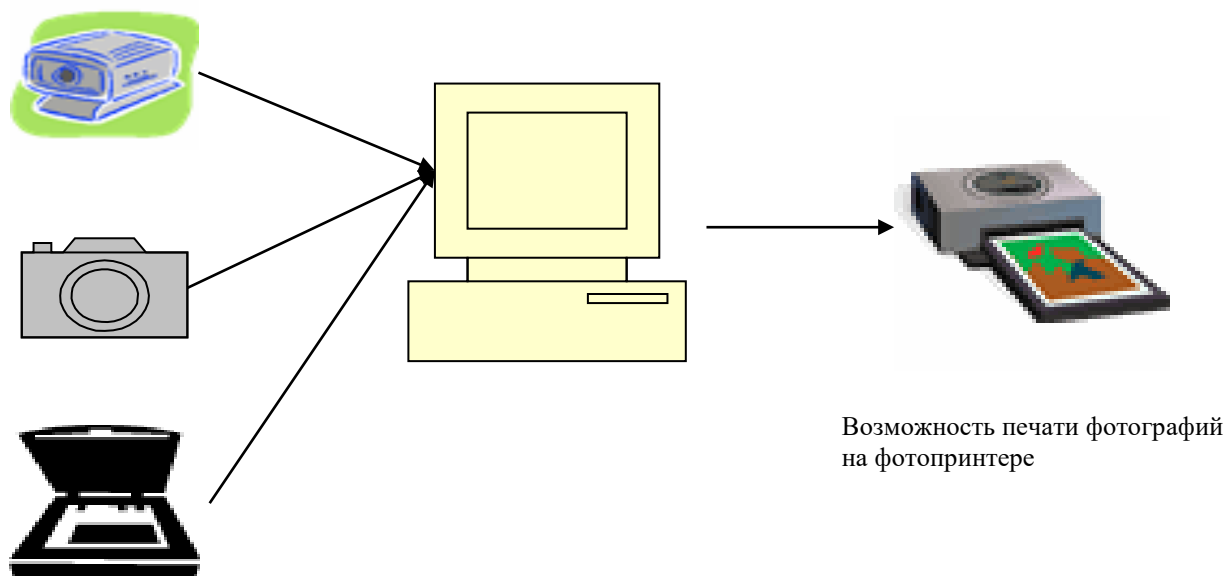 Возможность печати фотографий
на фотопринтере